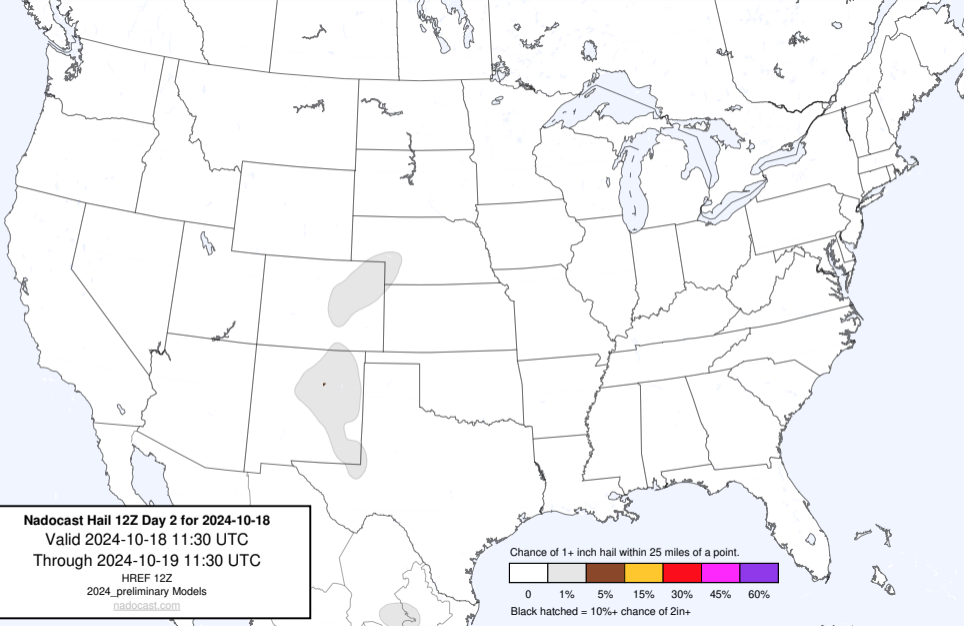 Nadocast Hail 12Z Day 2 for 2024-10-18
Valid 2024-10-18 11:30 UTC
Through 2024-10-19 11:30 UTC
HREF 12Z
2024_preliminary Models
nadocast.com
Chance of 1+ inch hail within 25 miles of a point.
0 1% 5% 15% 30% 45% 60%
Black hatched = 10%+ chance of 2in+